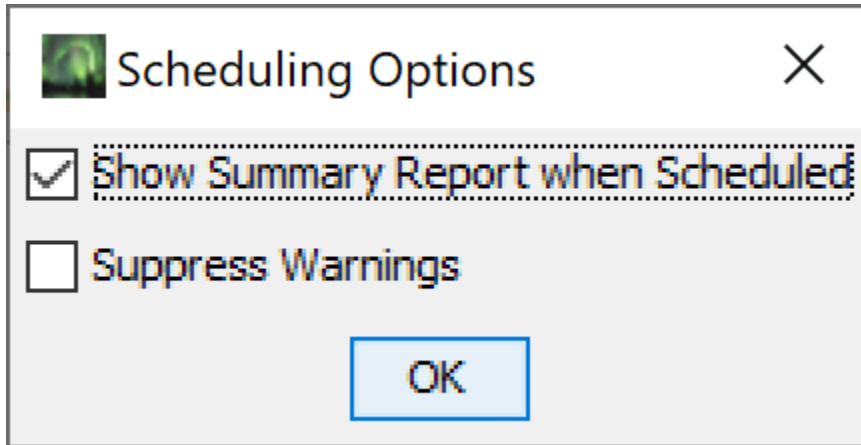 Scheduling Options
Show Summary Report when Scheduled
Suppress Warnings
OK